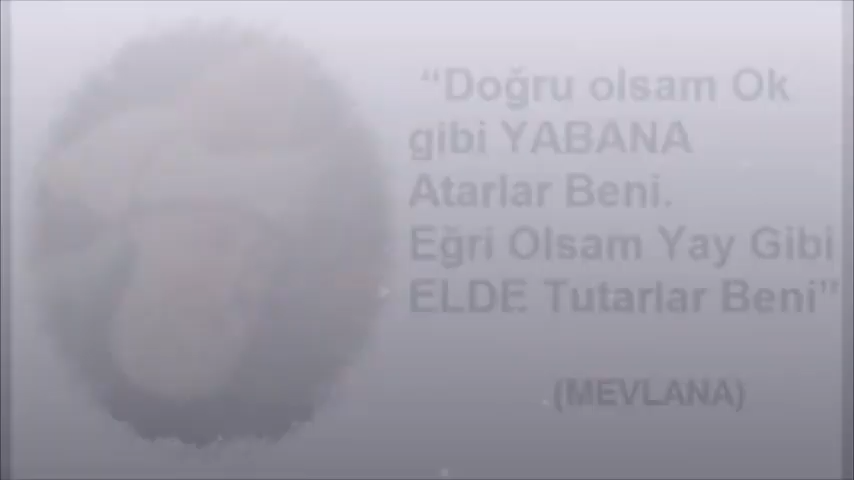 “Doğru olsam Ok
gibi YABANA
Atarlar Beni.
Eğri Olsam Yay Gibi
ELDE Tutarlar Beni”
(MEVLANA)